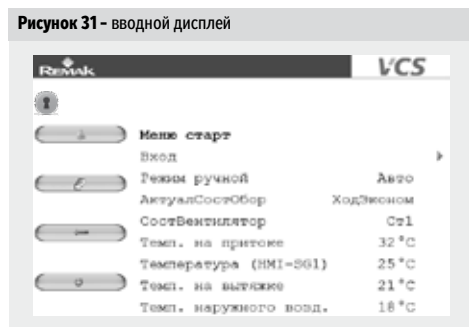 Рисунок 31 – вводной дисплей
REMAK VCS
Меню старт
Вход
Режим ручной Авто
АктуалСостОбор ХодЭконом
СостВентилятор Ст1
Темп. на притоке 32°C
Температура (HMI-SG1) 25°C
Темп. на вытяжке 21°C
Темп. наружного возд. 18°C